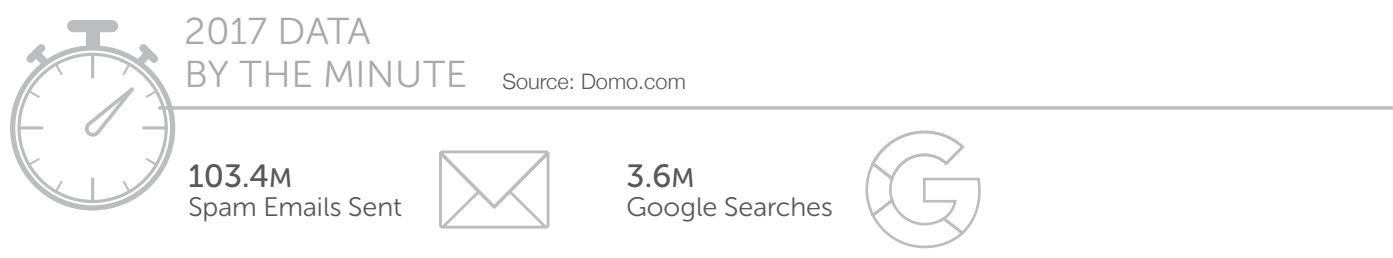 2017 DATA
BY THE MINUTE
Source: Domo.com
103.4M
Spam Emails Sent
3.6M
Google Searches
G